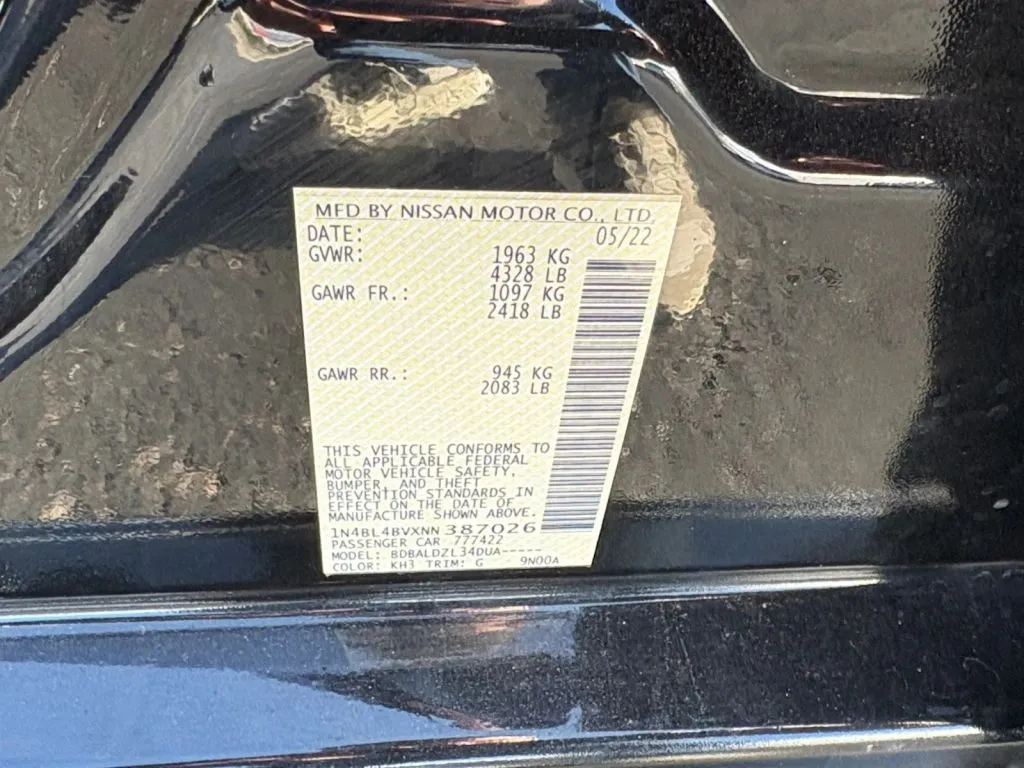 MFD BY NISSAN MOTOR CO., LTD.
DATE: 05/22
GVWR: 1963 KG
4328 LB
GAWR FR.: 1097 KG
2418 LB
GAWR RR.: 945 KG
2083 LB
THIS VEHICLE CONFORMS TO
ALL APPLICABLE FEDERAL
MOTOR VEHICLE SAFETY,
BUMPER, AND THEFT
PREVENTION STANDARDS IN
EFFECT ON THE DATE OF
MANUFACTURE SHOWN ABOVE.
1N4BL4BVXNN387026
PASSENGER CAR 777422
MODEL: BDBALDZL34DUA-----
COLOR: KH3 TRIM: G 9N00A